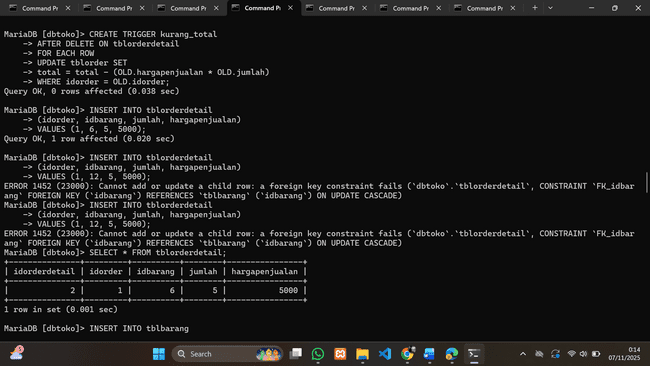 Command Pr
Command Pr
Command Pr
Command Pr
Command Pr
Command Pr
Command Pr
MariaDB [dbtoko]> CREATE TRIGGER kurang_total
-> AFTER DELETE ON tblorderdetail
-> FOR EACH ROW
-> UPDATE tblorder SET
-> total = total - (OLD.hargapenjualan * OLD.jumlah)
-> WHERE idorder = OLD.idorder;
Query OK, 0 rows affected (0.038 sec)
MariaDB [dbtoko]> INSERT INTO tblorderdetail
-> (idorder, idbarang, jumlah, hargapenjualan)
-> VALUES (1, 6, 5, 5000);
Query OK, 1 row affected (0.020 sec)
MariaDB [dbtoko]> INSERT INTO tblorderdetail
-> (idorder, idbarang, jumlah, hargapenjualan)
-> VALUES (1, 12, 5, 5000);
ERROR 1452 (23000): Cannot add or update a child row: a foreign key constraint fails (`dbtoko`.`tblorderdetail`, CONSTRAINT `FK_idbar
ang` FOREIGN KEY (`idbarang`) REFERENCES `tblbarang` (`idbarang`) ON UPDATE CASCADE)
MariaDB [dbtoko]> INSERT INTO tblorderdetail
-> (idorder, idbarang, jumlah, hargapenjualan)
-> VALUES (1, 12, 5, 5000);
ERROR 1452 (23000): Cannot add or update a child row: a foreign key constraint fails (`dbtoko`.`tblorderdetail`, CONSTRAINT `FK_idbar
ang` FOREIGN KEY (`idbarang`) REFERENCES `tblbarang` (`idbarang`) ON UPDATE CASCADE)
MariaDB [dbtoko]> SELECT * FROM tblorderdetail;
+---------------+---------+----------+--------+----------------+
| idorderdetail | idorder | idbarang | jumlah | hargapenjualan |
+---------------+---------+----------+--------+----------------+
| 2 | 1 | 6 | 5 | 5000 |
+---------------+---------+----------+--------+----------------+
1 row in set (0.001 sec)
MariaDB [dbtoko]> INSERT INTO tblbarang
Search
0:14
07/11/2025